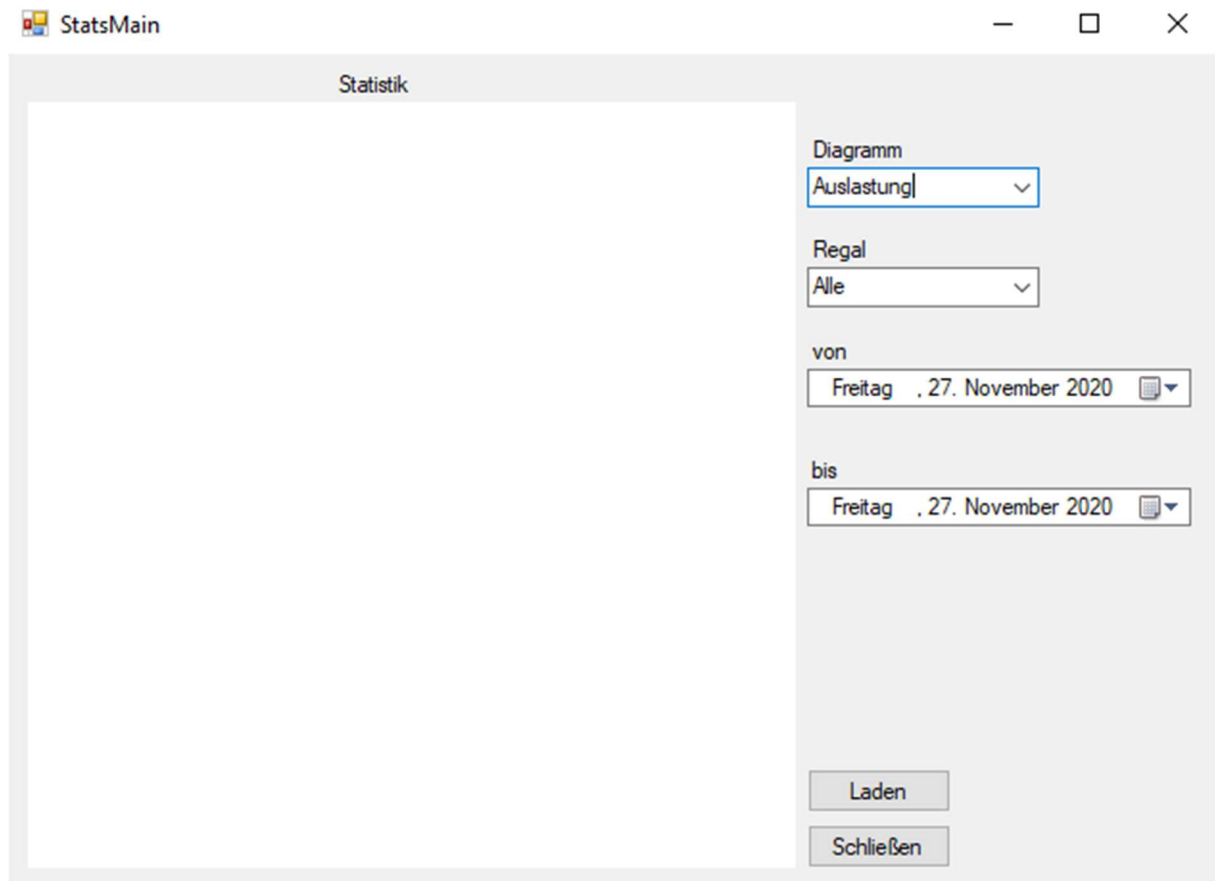 StatsMain
Statistik
Diagramm
Auslastung
Regal
Alle
von
Freitag , 27. November 2020
bis
Freitag , 27. November 2020
Laden
Schließen